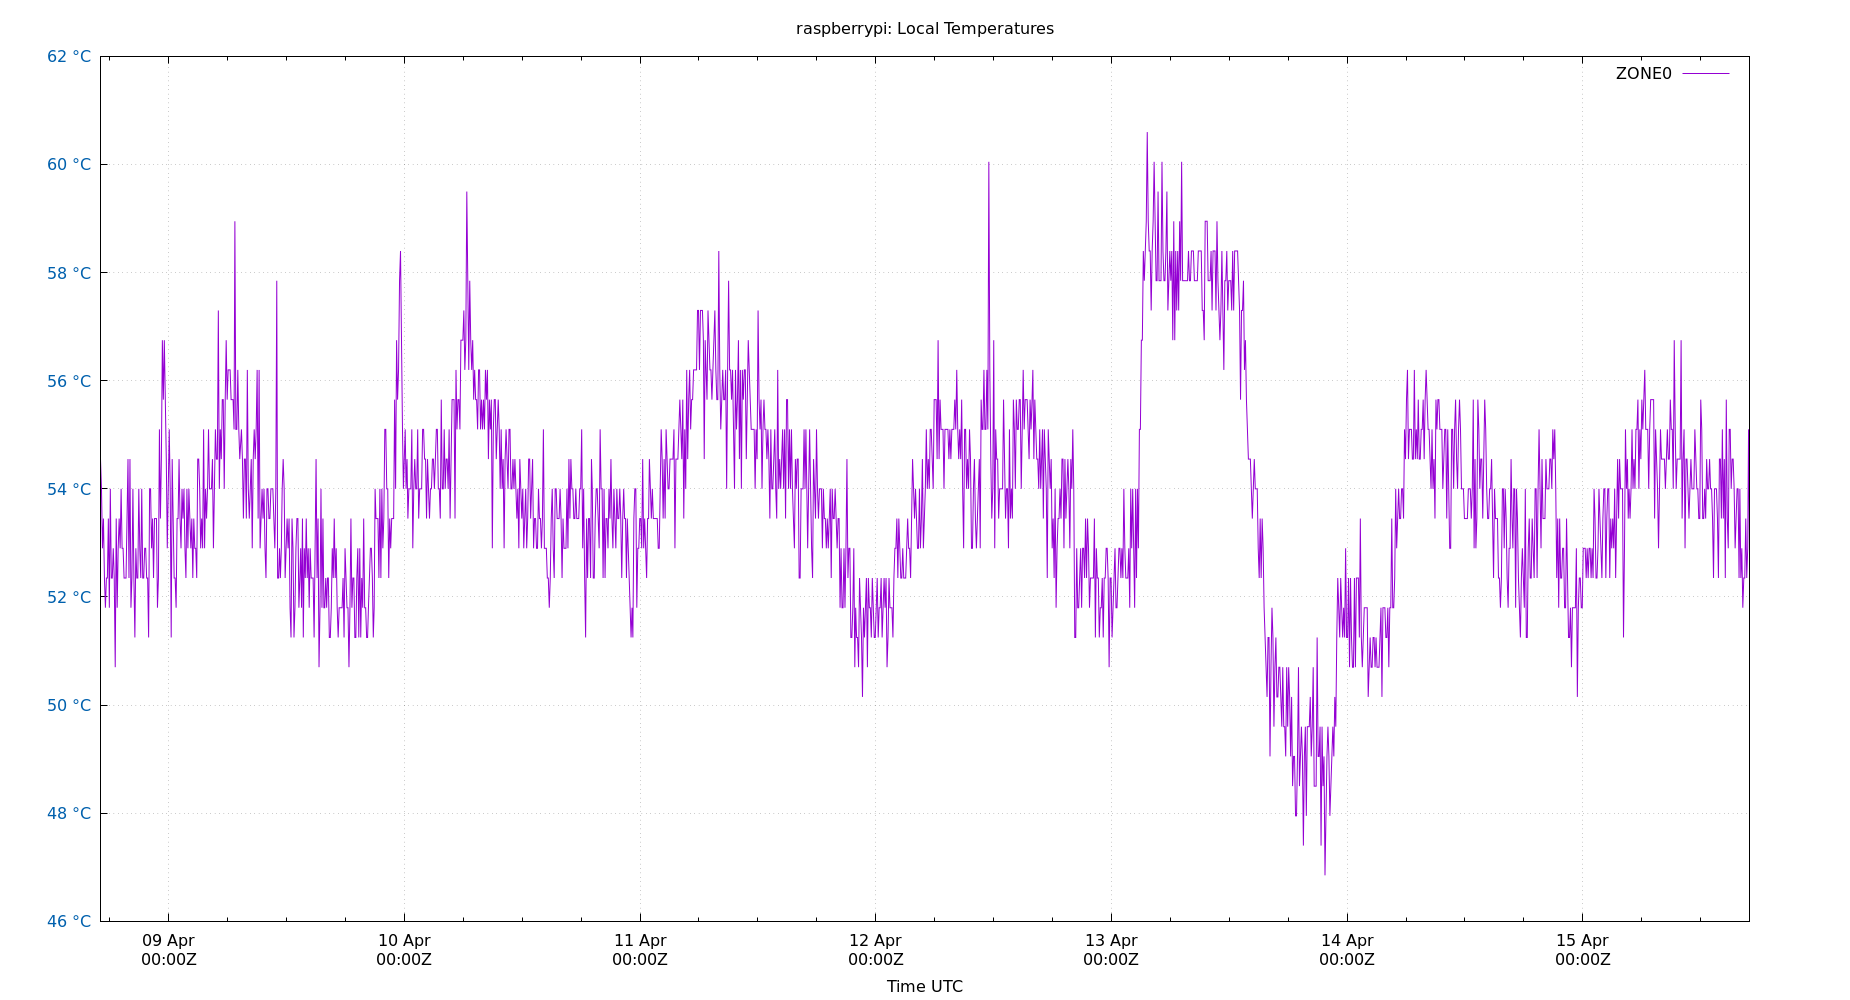 raspberrypi: Local Temperatures
62 °C
ZONE0
60 °C
58 °C
56 °C
54 °C
52 °C
50 °C
48 °C
46 °C
09 Apr 10 Apr 11 Apr 12 Apr 13 Apr 14 Apr 15 Apr
00:00Z 00:00Z 00:00Z 00:00Z 00:00Z 00:00Z 00:00Z
Time UTC